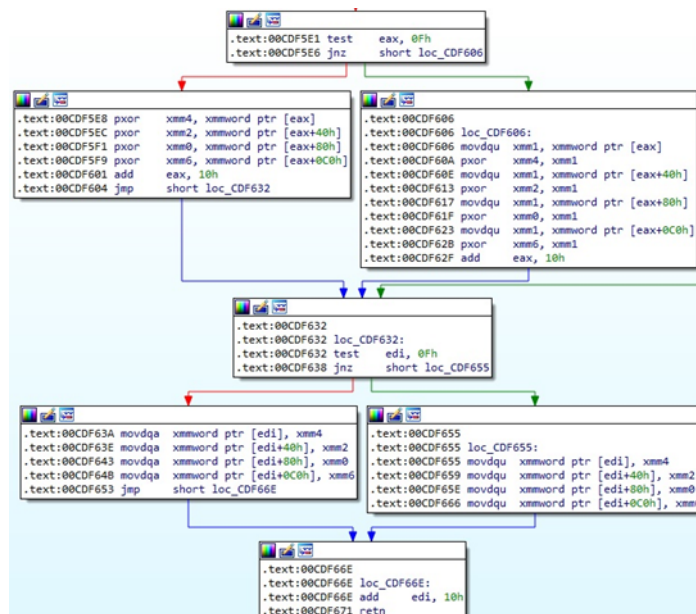 .text:00CDF5E1 test eax, 0Fh
.text:00CDF5E6 jnz short loc_CDF606
.text:00CDF5E8 pxor xmm4, xmmword ptr [eax]
.text:00CDF5EC pxor xmm2, xmmword ptr [eax+40h]
.text:00CDF5F1 pxor xmm0, xmmword ptr [eax+80h]
.text:00CDF5F9 pxor xmm6, xmmword ptr [eax+0C0h]
.text:00CDF601 add eax, 10h
.text:00CDF604 jmp short loc_CDF632
.text:00CDF606
.text:00CDF606 loc_CDF606:
.text:00CDF606 movdqu xmm1, xmmword ptr [eax]
.text:00CDF60A pxor xmm4, xmm1
.text:00CDF60E movdqu xmm1, xmmword ptr [eax+40h]
.text:00CDF613 pxor xmm2, xmm1
.text:00CDF617 movdqu xmm1, xmmword ptr [eax+80h]
.text:00CDF61F pxor xmm0, xmm1
.text:00CDF623 movdqu xmm1, xmmword ptr [eax+0C0h]
.text:00CDF62B pxor xmm6, xmm1
.text:00CDF62F add eax, 10h
.text:00CDF632
.text:00CDF632 loc_CDF632:
.text:00CDF632 test edi, 0Fh
.text:00CDF638 jnz short loc_CDF655
.text:00CDF63A movdqa xmmword ptr [edi], xmm4
.text:00CDF63E movdqa xmmword ptr [edi+40h], xmm2
.text:00CDF643 movdqa xmmword ptr [edi+80h], xmm0
.text:00CDF64B movdqa xmmword ptr [edi+0C0h], xmm6
.text:00CDF653 jmp short loc_CDF66E
.text:00CDF655
.text:00CDF655 loc_CDF655:
.text:00CDF655 movdqu xmmword ptr [edi], xmm4
.text:00CDF659 movdqu xmmword ptr [edi+40h], xmm2
.text:00CDF65E movdqu xmmword ptr [edi+80h], xmm0
.text:00CDF666 movdqu xmmword ptr [edi+0C0h],
.text:00CDF66E
.text:00CDF66E loc_CDF66E:
.text:00CDF66E add edi, 10h
.text:00CDF671 retn